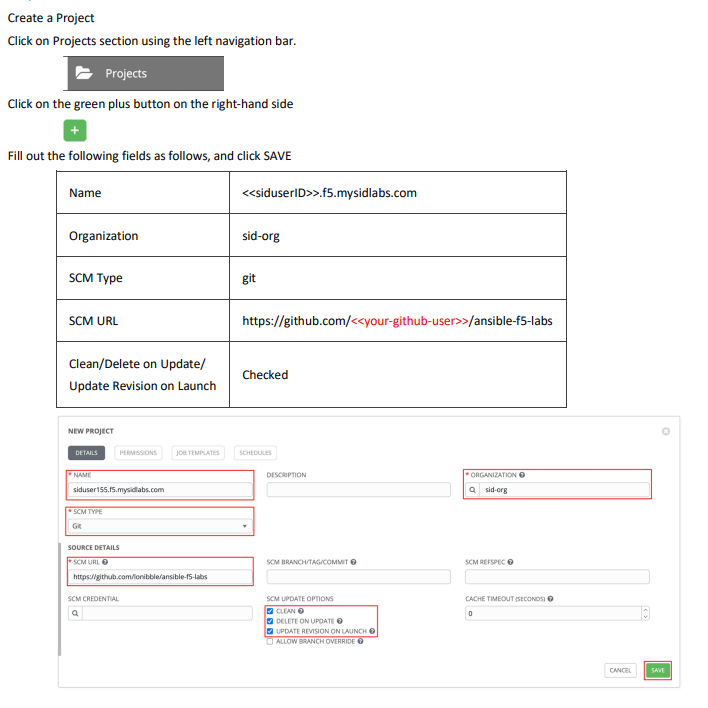 Create a Project
Click on Projects section using the left navigation bar.
Projects
Click on the green plus button on the right-hand side
+
Fill out the following fields as follows, and click SAVE
Name <<siduserID>>.f5.mysidlabs.com
Organization sid-org
SCM Type git
SCM URL https://github.com/<<your-github-user>>/ansible-f5-labs
Clean/Delete on Update/
Update Revision on Launch
Checked
NEW PROJECT
DETAILS PERMISSIONS JOB TEMPLATES SCHEDULES
* NAME DESCRIPTION * ORGANIZATION
siduser155.f5.mysidlabs.com sid-org
* SCM TYPE
Git
SOURCE DETAILS
* SCM URL SCM BRANCH/TAG/COMMIT SCM REFSPEC
https://github.com/lonibble/ansible-f5-labs
SCM CREDENTIAL SCM UPDATE OPTIONS CACHE TIMEOUT (SECONDS)
CLEAN 0
DELETE ON UPDATE
UPDATE REVISION ON LAUNCH
ALLOW BRANCH OVERRIDE
CANCEL SAVE